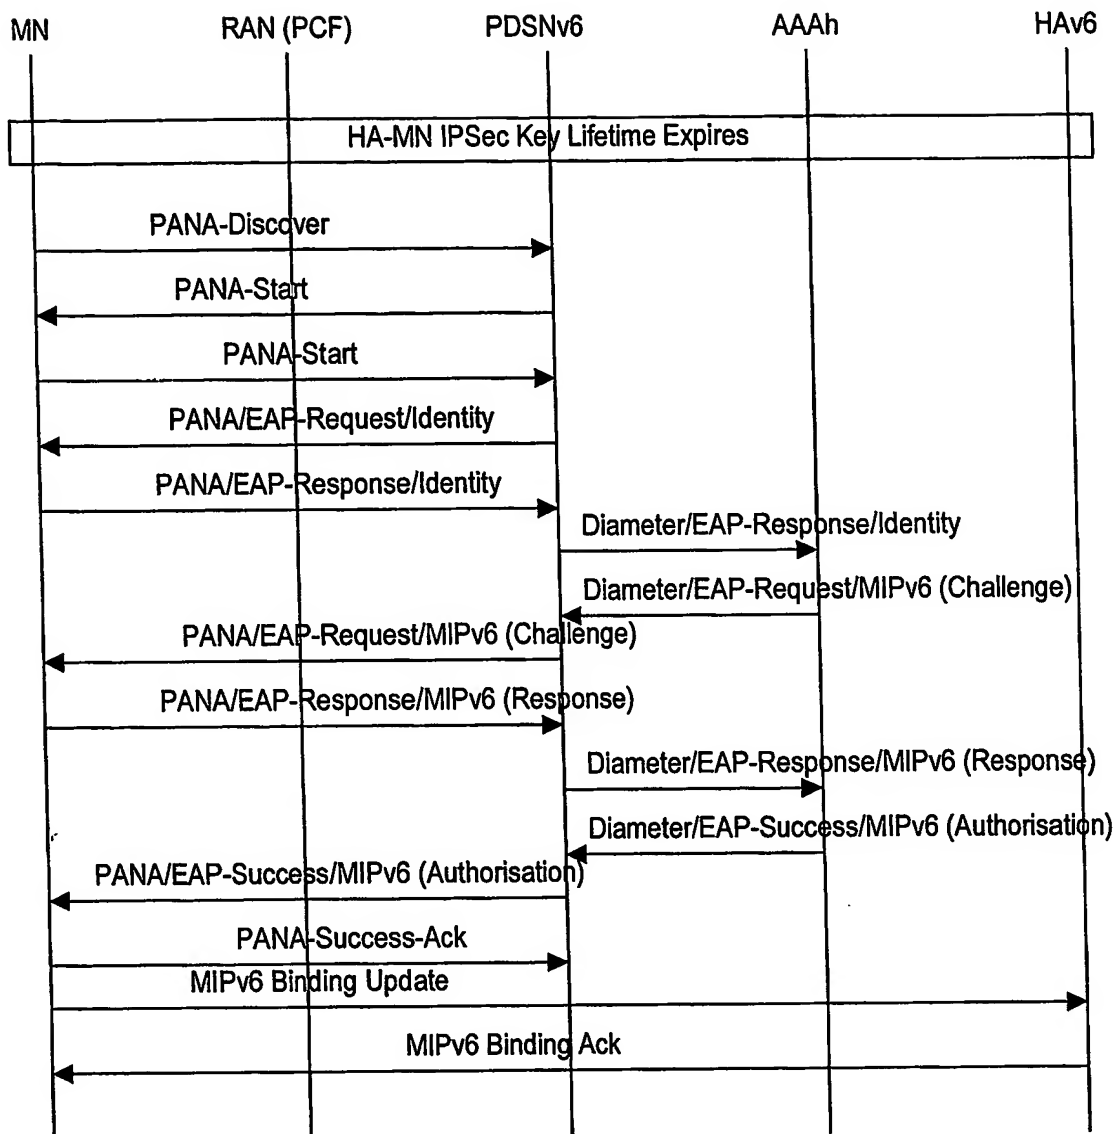 MN RAN (PCF) PDSNv6 AAAh HAv6
HA-MN IPSec Key Lifetime Expires
PANA-Discover
PANA-Start
PANA-Start
PANA/EAP-Request/Identity
PANA/EAP-Response/Identity
Diameter/EAP-Response/Identity
Diameter/EAP-Request/MIPv6 (Challenge)
PANA/EAP-Request/MIPv6 (Challenge)
PANA/EAP-Response/MIPv6 (Response)
Diameter/EAP-Response/MIPv6 (Response)
Diameter/EAP-Success/MIPv6 (Authorisation)
PANA/EAP-Success/MIPv6 (Authorisation)
PANA-Success-Ack
MIPv6 Binding Update
MIPv6 Binding Ack